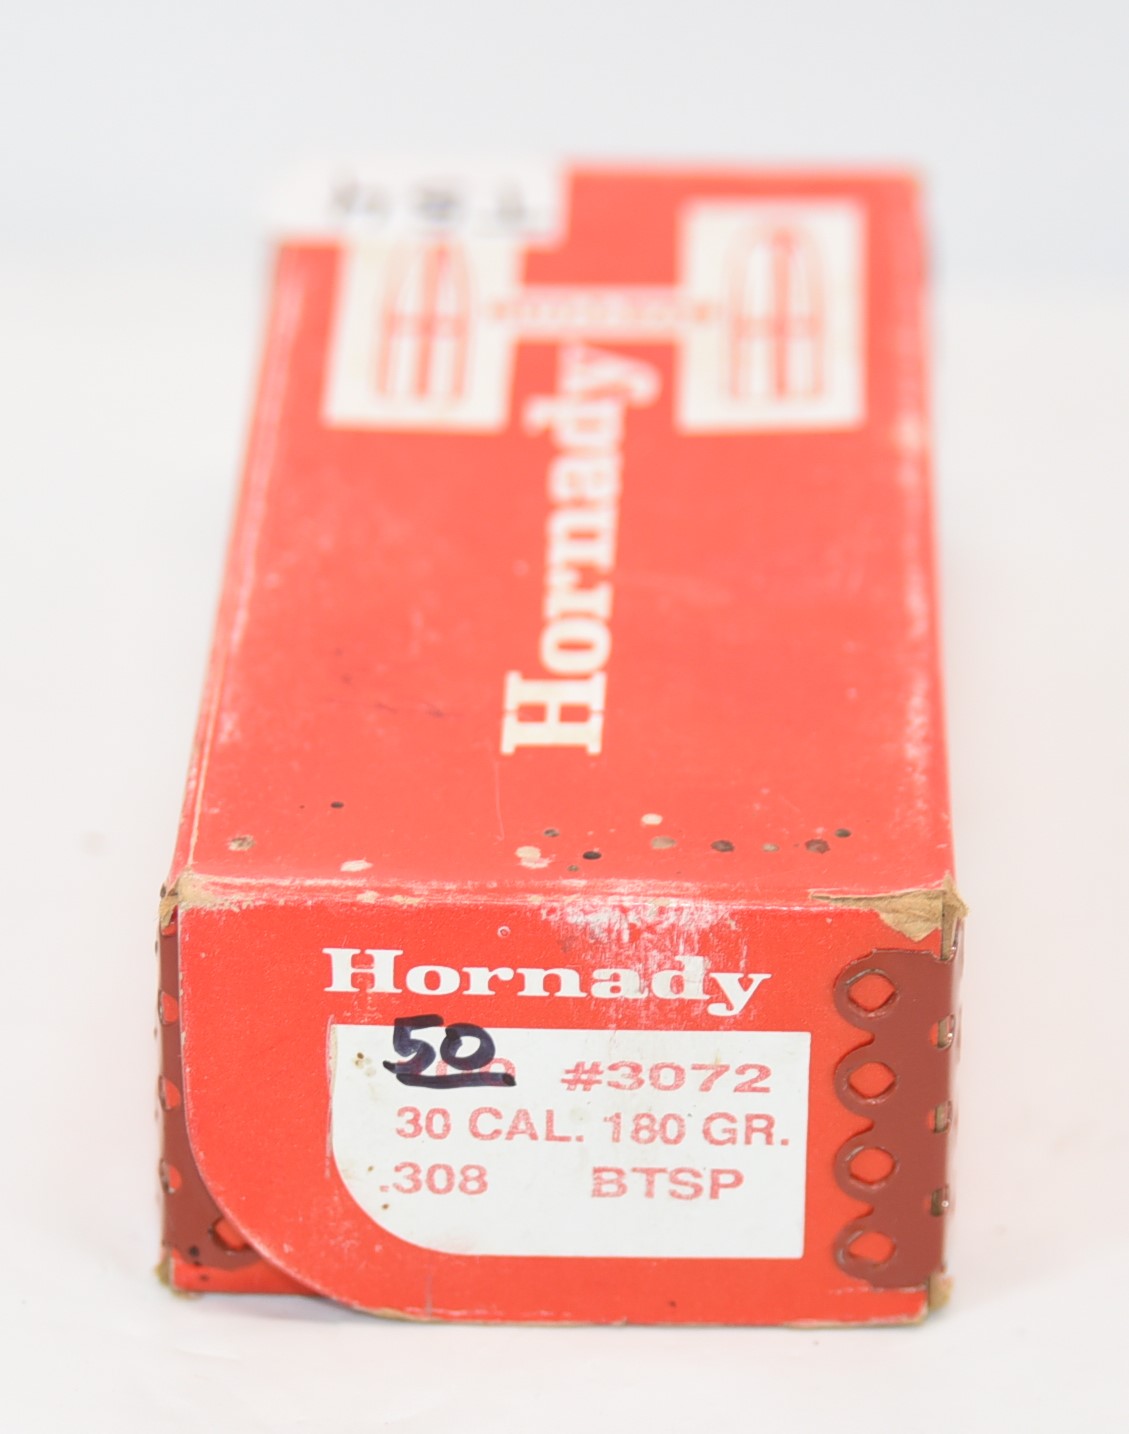 Hornady
Hornady
50 #3072
30 CAL. 180 GR.
.308 BTSP